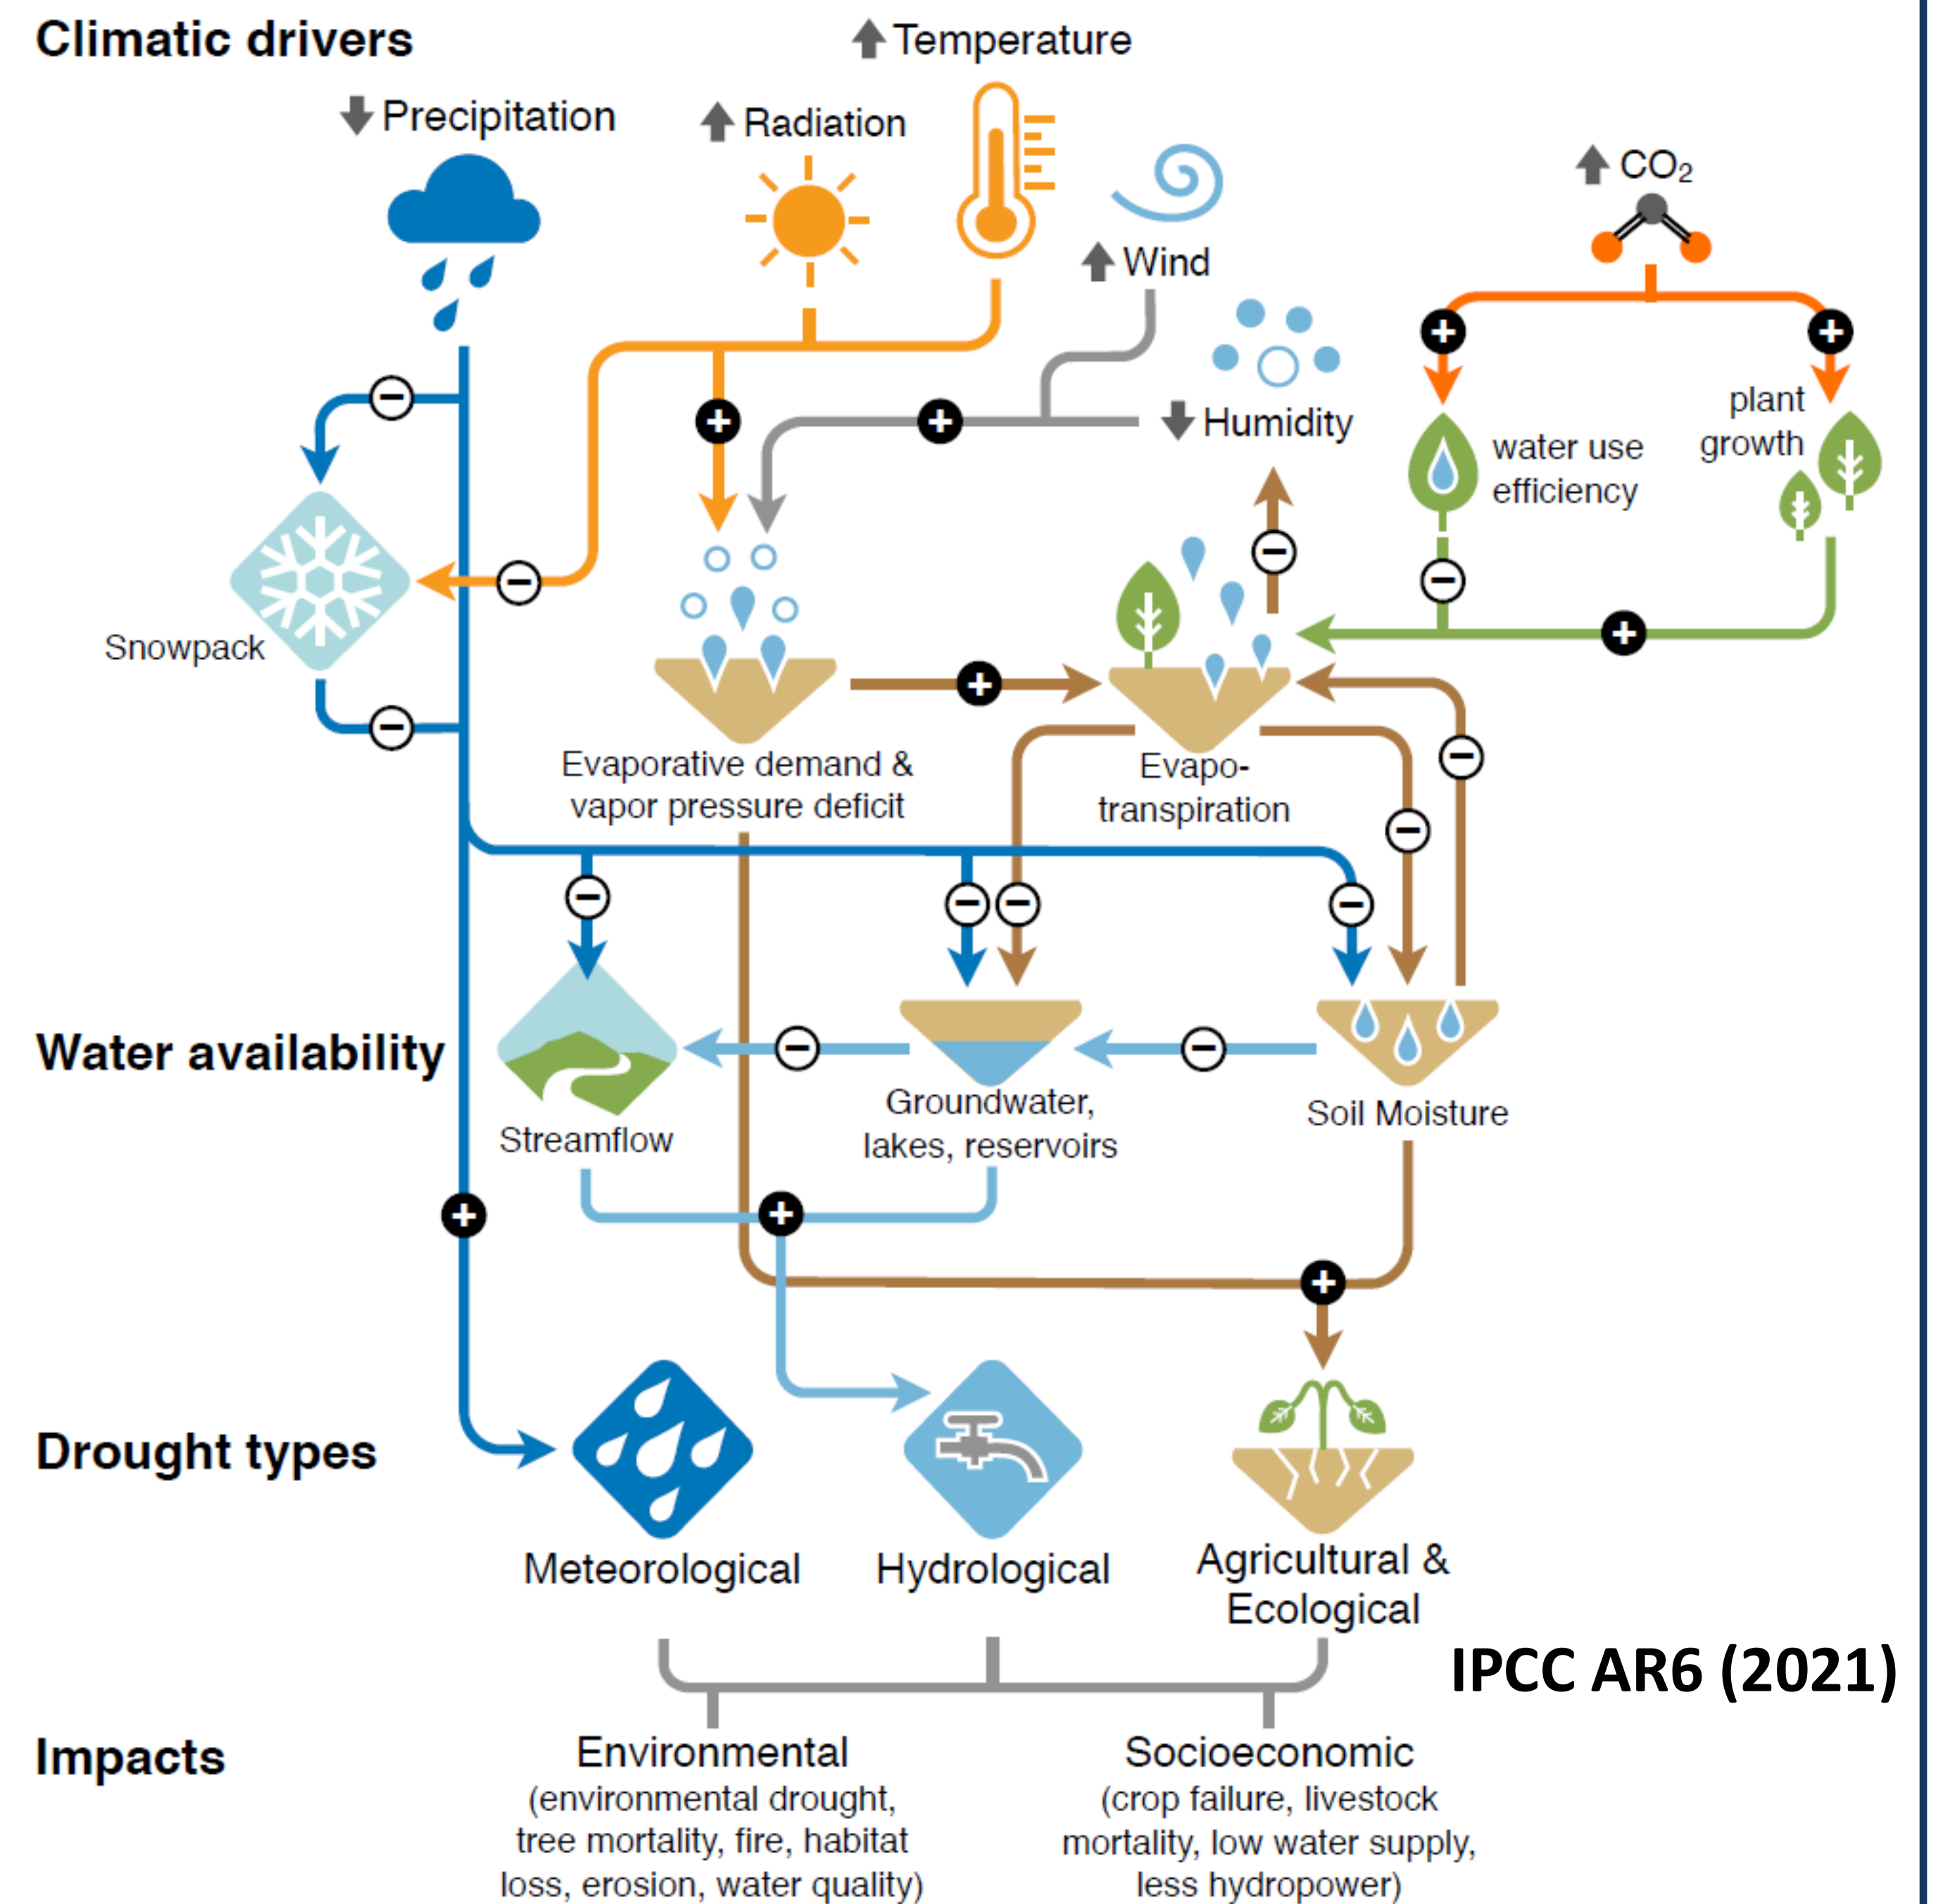 Climatic drivers
Temperature
Precipitation
Radiation
CO₂
Wind
Humidity
plant
growth
water use
efficiency
Snowpack
Evaporative demand &
vapor pressure deficit
Evapo-
transpiration
Water availability
Streamflow
Groundwater,
lakes, reservoirs
Soil Moisture
Drought types
Meteorological
Hydrological
Agricultural &
Ecological
IPCC AR6 (2021)
Impacts
Environmental
(environmental drought,
tree mortality, fire, habitat
loss, erosion, water quality)
Socioeconomic
(crop failure, livestock
mortality, low water supply,
less hydropower)